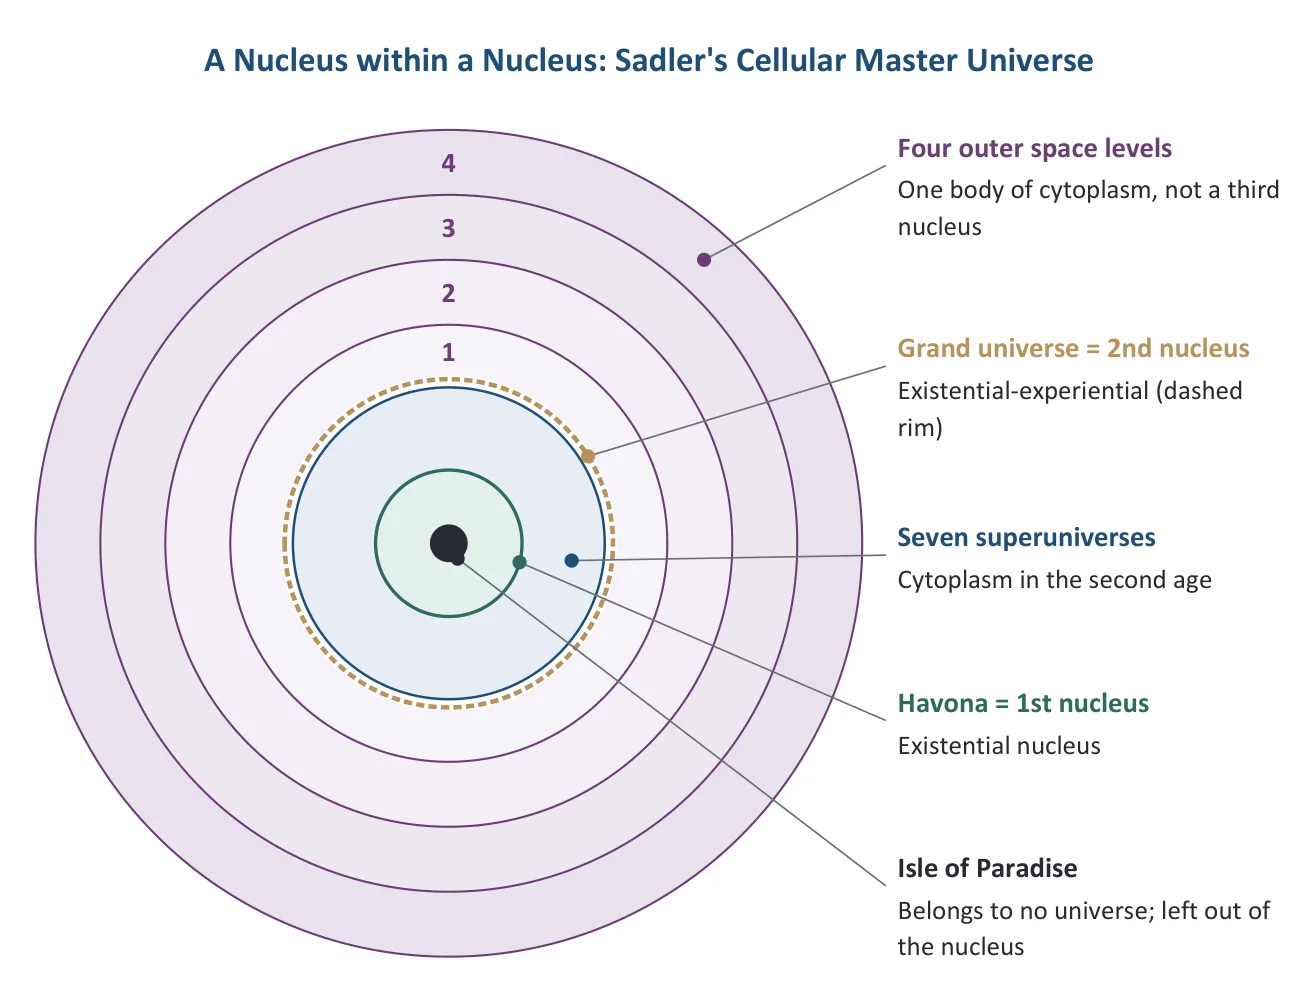 A Nucleus within a Nucleus: Sadler's Cellular Master Universe
4
3
2
1
Four outer space levels
One body of cytoplasm, not a third
nucleus
Grand universe = 2nd nucleus
Existential-experiential (dashed
rim)
Seven superuniverses
Cytoplasm in the second age
Havona = 1st nucleus
Existential nucleus
Isle of Paradise
Belongs to no universe; left out of
the nucleus